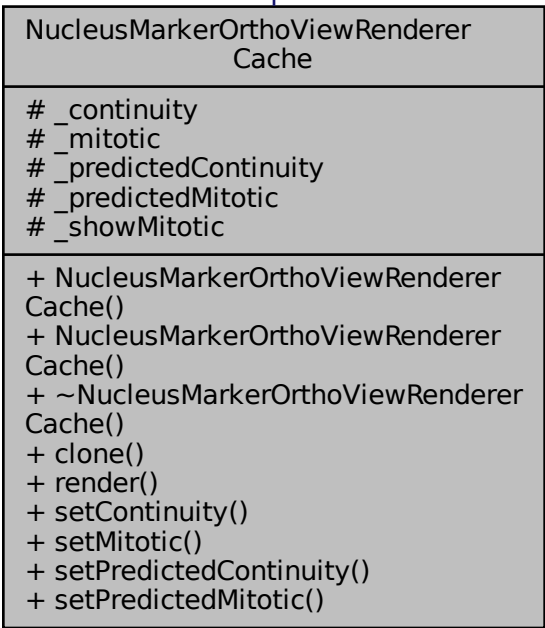 NucleusMarkerOrthoViewRenderer
Cache
# _continuity
# _mitotic
# _predictedContinuity
# _predictedMitotic
# _showMitotic
+ NucleusMarkerOrthoViewRenderer
Cache()
+ NucleusMarkerOrthoViewRenderer
Cache()
+ ~NucleusMarkerOrthoViewRenderer
Cache()
+ clone()
+ render()
+ setContinuity()
+ setMitotic()
+ setPredictedContinuity()
+ setPredictedMitotic()